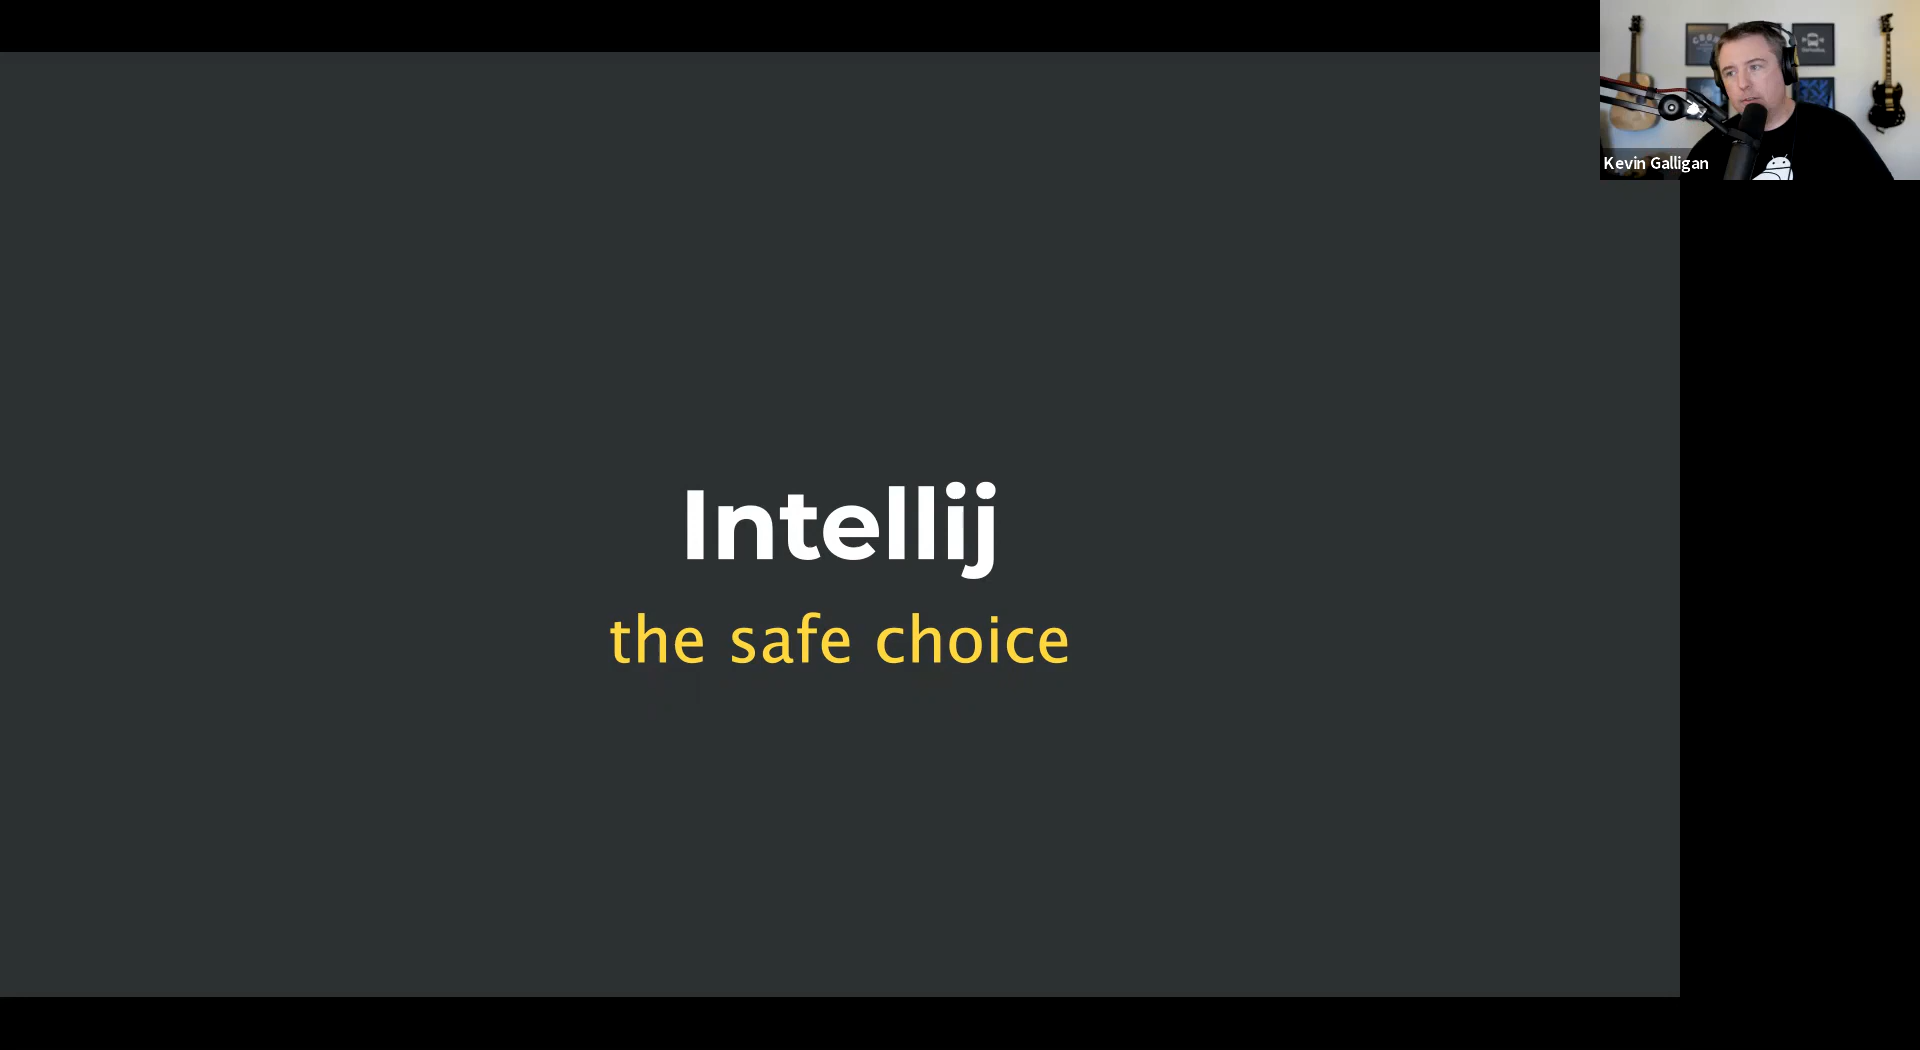 Intellij
the safe choice
Kevin Galligan